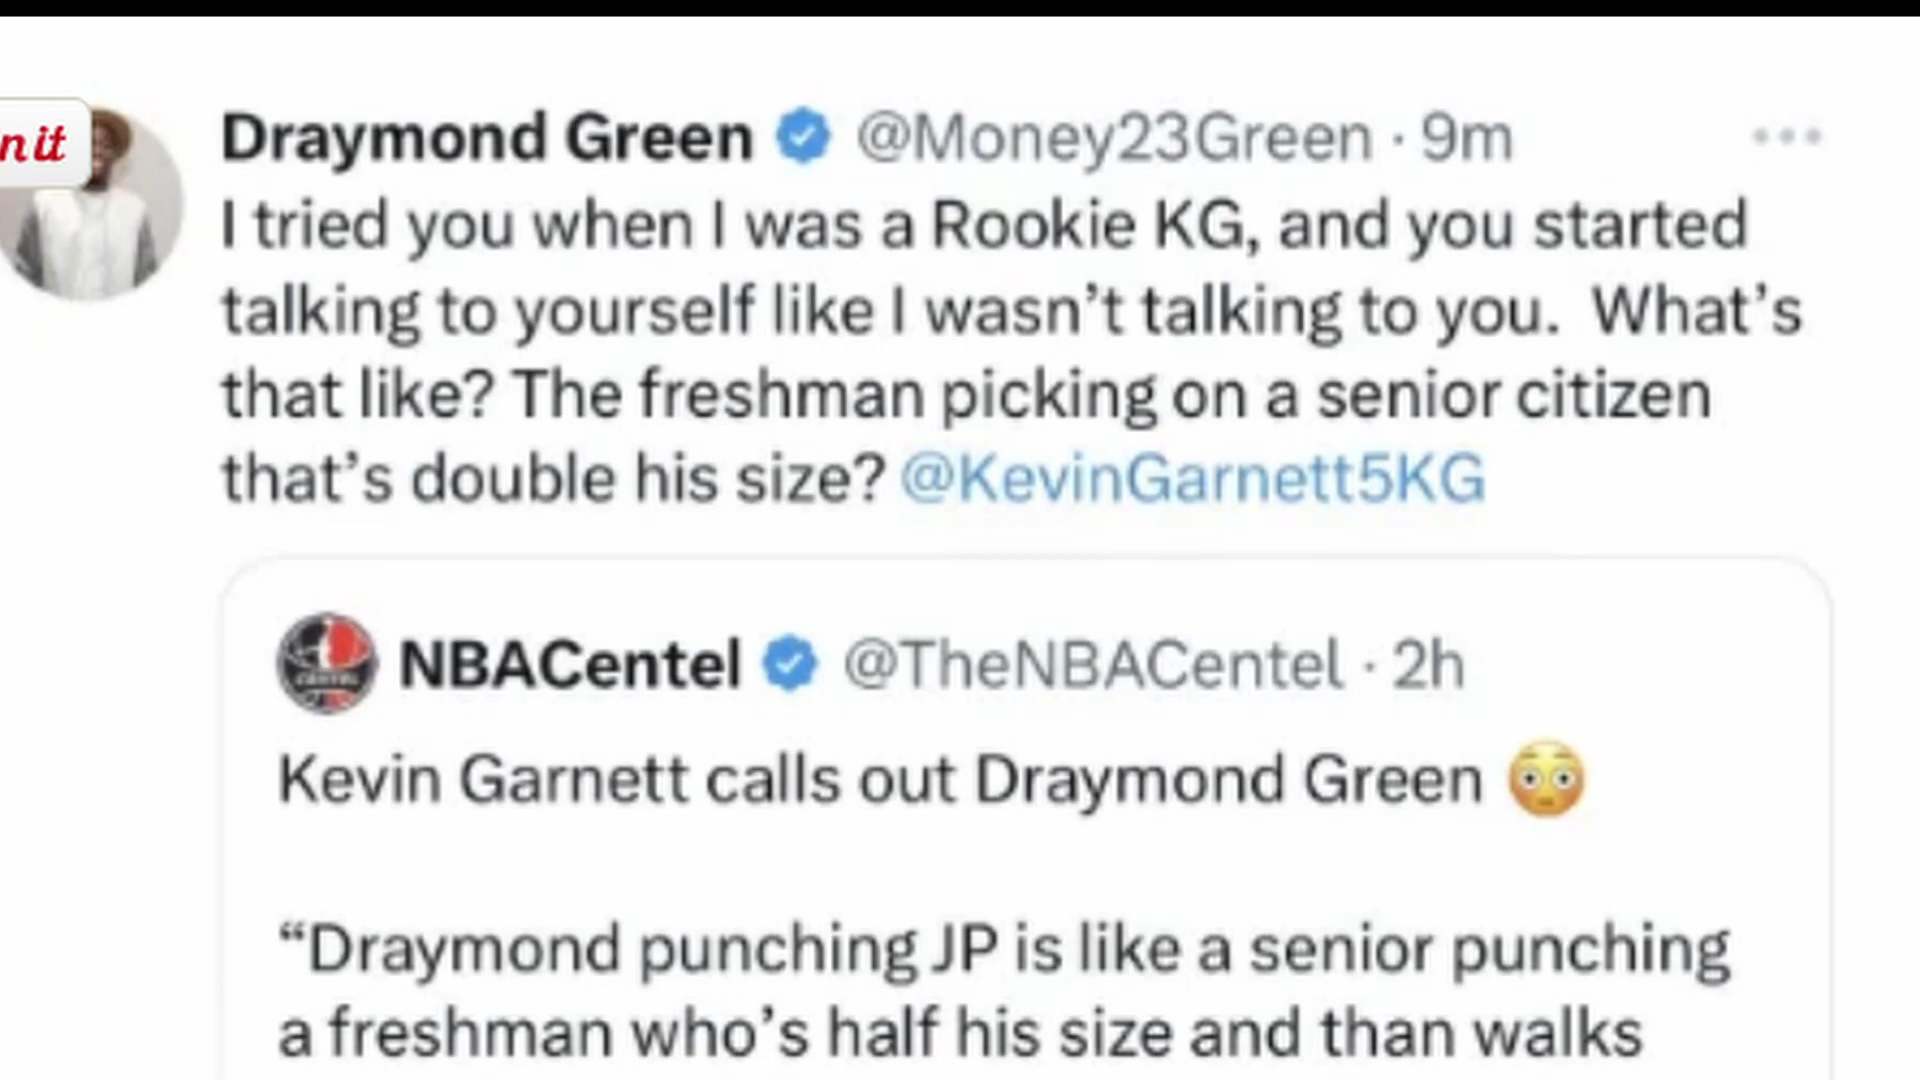 nit
Draymond Green @Money23Green · 9m
I tried you when I was a Rookie KG, and you started
talking to yourself like I wasn’t talking to you.  What’s
that like? The freshman picking on a senior citizen
that’s double his size? @KevinGarnett5KG
NBACentel @TheNBACentel · 2h
Kevin Garnett calls out Draymond Green 😳
“Draymond punching JP is like a senior punching
a freshman who’s half his size and than walks